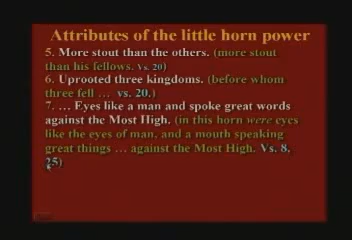 Attributes of the little horn power
5. More stout than the others. (more stout
than his fellows. Vs. 20)
6. Uprooted three kingdoms. (before whom
three fell ... vs. 20.)
7. ... Eyes like a man and spoke great words
against the Most High. (in this horn were eyes
like the eyes of man, and a mouth speaking
great things ... against the Most High. Vs. 8,
25)